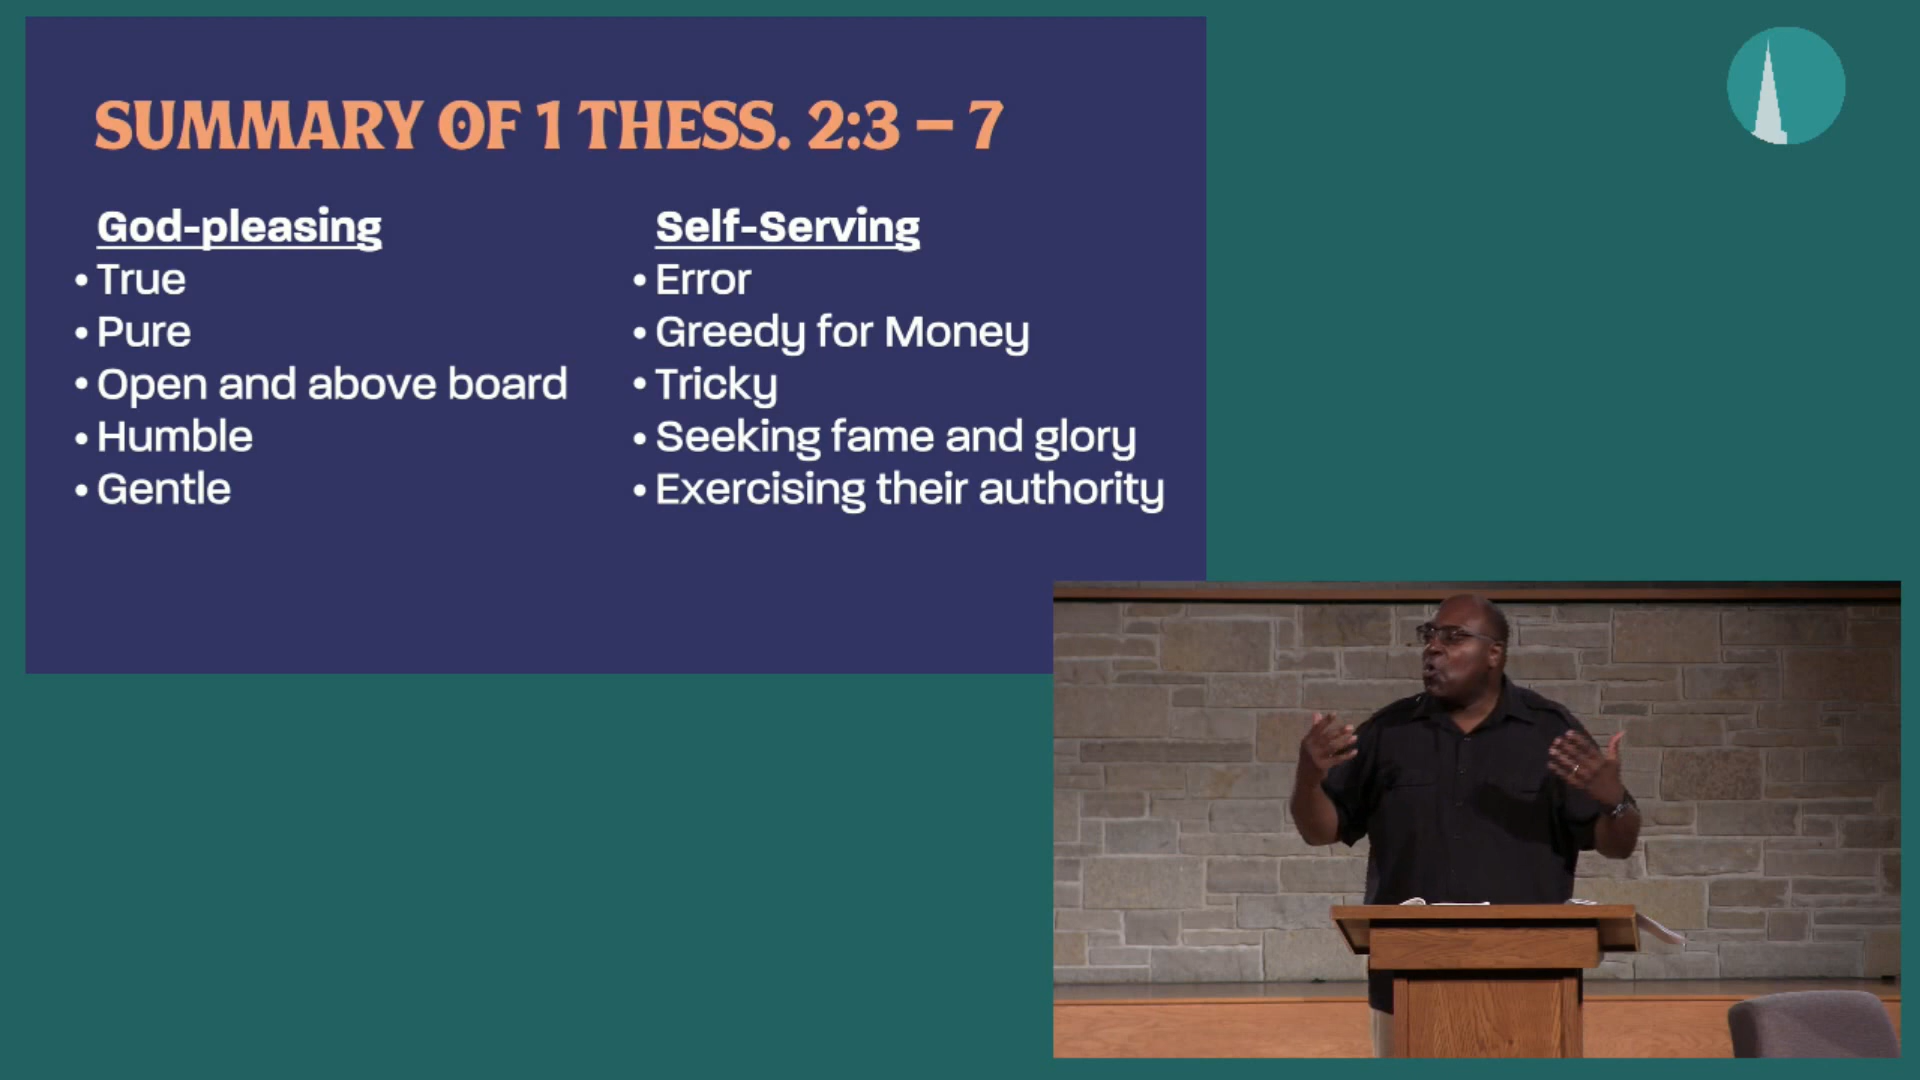 SUMMARY OF 1 THESS. 2:3 – 7
God-pleasing
• True
• Pure
• Open and above board
• Humble
• Gentle
Self-Serving
• Error
• Greedy for Money
• Tricky
• Seeking fame and glory
• Exercising their authority